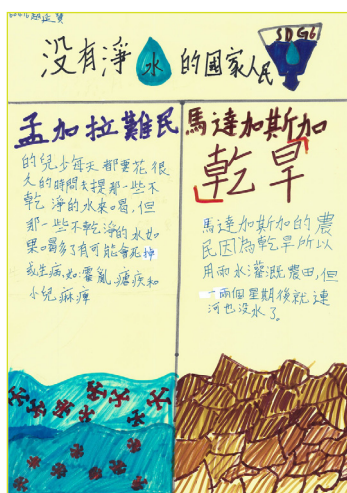 SDG6
沒有淨水的國家人民
孟加拉難民
的兒少每天都要花很
久的時間去提那一些不
乾淨的水來喝,但
那一些不乾淨的水如
果喝多了有可能會死掉
或生病,如:霍亂,瘧疾和
小兒麻痺
馬達加斯加
乾旱
馬達加斯加的農
民因為乾旱所以
用雨水灌溉農田,但
一兩個星期後就連
河也没水了。